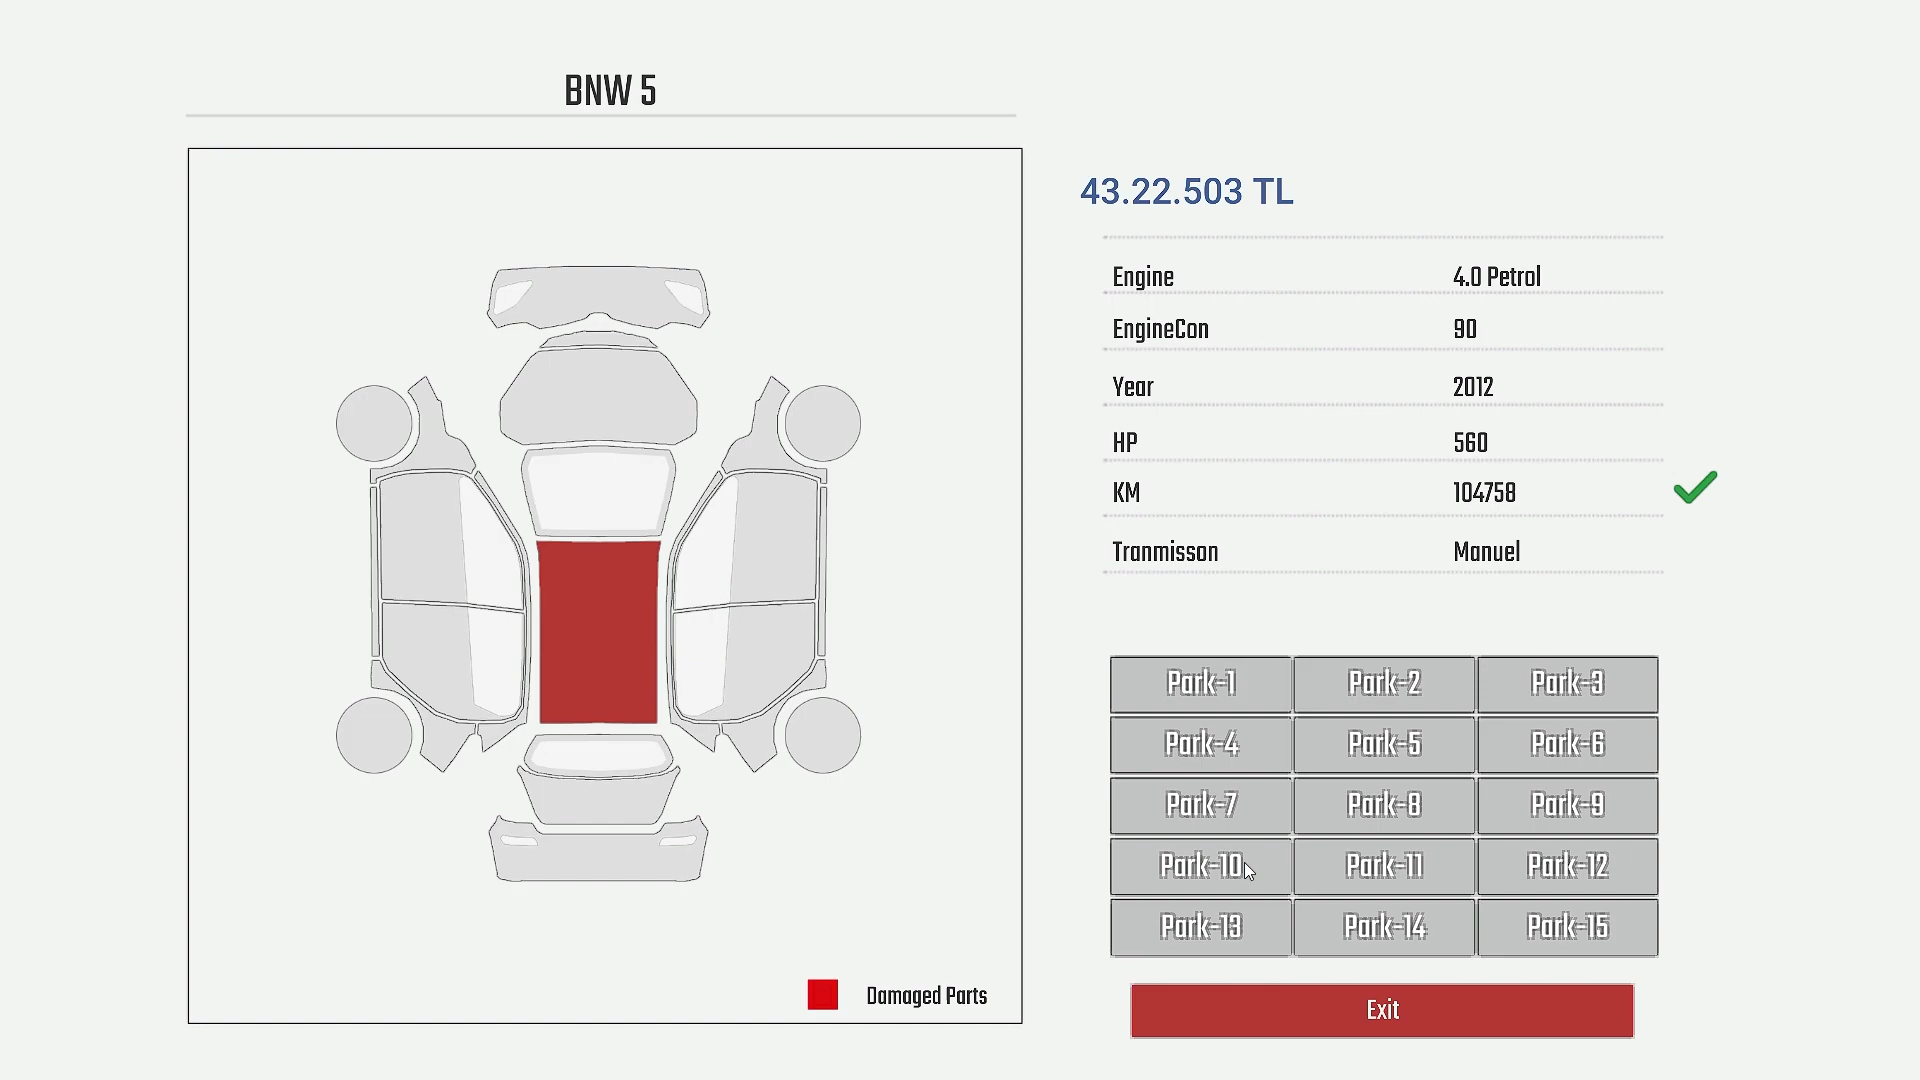 BNW 5
43.22.503 TL
Engine 4.0 Petrol
EngineCon 90
Year 2012
HP 560
KM 104758
Tranmisson Manuel
Park-1 Park-2 Park-3
Park-4 Park-5 Park-6
Park-7 Park-8 Park-9
Park-10 Park-11 Park-12
Park-13 Park-14 Park-15
Damaged Parts
Exit